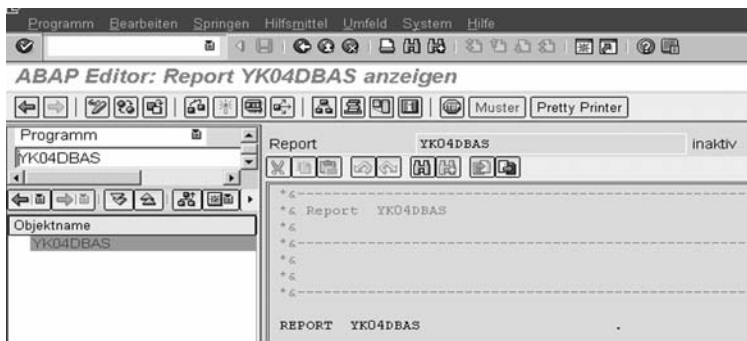 Programm Bearbeiten Springen Hilfsmittel Umfeld System Hilfe
ABAP Editor: Report YK04DBAS anzeigen
Muster Pretty Printer
Programm
YK04DBAS
Objektname
YK04DBAS
Report YK04DBAS inaktiv
*&---------------------------------------------------------
*& Report YK04DBAS
*&
*&---------------------------------------------------------
*&
*&
*&---------------------------------------------------------
REPORT YK04DBAS .